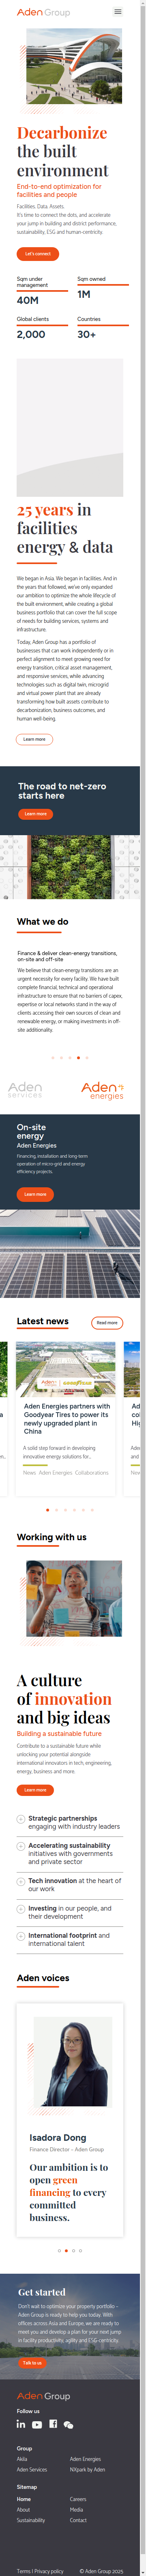 Aden Group
Decarbonize
the built
environment
End-to-end optimization for
facilities and people
Facilities. Data. Assets.
It's time to connect the dots, and accelerate
your jump in building and district performance,
sustainability, ESG and human-centricity.
Let's connect
Sqm under
management
40M
Sqm owned
1M
Global clients
2,000
Countries
30+
25 years in
facilities
energy & data
We began in Asia. We began in facilities. And in
the years that followed, we've only expanded
our ambition to optimize the whole lifecycle of
the built environment, while creating a global
business portfolio that can cover the full scope
of needs for building services, systems and
infrastructure.
Today, Aden Group has a portfolio of
businesses that can work independently or in
perfect alignment to meet growing need for
energy transition, critical asset management,
and responsive services, while advancing
technologies such as digital twin, microgrid
and virtual power plant that are already
transforming how built assets contribute to
decarbonization, business outcomes, and
human well-being.
Learn more
The road to net-zero
starts here
Learn more
What we do
Finance & deliver clean-energy transitions,
on-site and off-site
We believe that clean-energy transitions are an
urgent necessity for every facility. We have built
complete financial, technical and operational
infrastructure to ensure that no barriers of capex,
expertise or local networks stand in the way of
clients accessing their own sources of clean and
renewable energy, or making investments in off-
site additionality.
Aden
services
Aden
energies
On-site
energy
Aden Energies
Financing, installation and long-term
operation of micro-grid and energy
efficiency projects.
Learn more
Latest news
Read more
Aden
GOODYEAR
Aden Energies partners with
Goodyear Tires to power its
newly upgraded plant in
China
A solid step forward in developing
innovative energy solutions for...
News Aden Energies Collaborations
Working with us
A culture
of innovation
and big ideas
Building a sustainable future
Contribute to a sustainable future while
unlocking your potential alongside
international innovators in tech, engineering,
energy, business and more.
Learn more
Strategic partnerships
engaging with industry leaders
Accelerating sustainability
initiatives with governments
and private sector
Tech innovation at the heart of
our work
Investing in our people, and
their development
International footprint and
international talent
Aden voices
Isadora Dong
Finance Director – Aden Group
Our ambition is to
open green
financing to every
committed
business.
Get started
Don't wait to optimize your property portfolio –
Aden Group is ready to help you today. With
offices across Asia and Europe, we are ready to
meet you and develop a plan for your next jump
in facility productivity, agility and ESG centricity.
Talk to us
Aden Group
Follow us
Group
Akila
Aden Energies
Aden Services
NXpark by Aden
Sitemap
Home
Careers
About
Media
Sustainability
Contact
Terms | Privacy policy
© Aden Group 2025